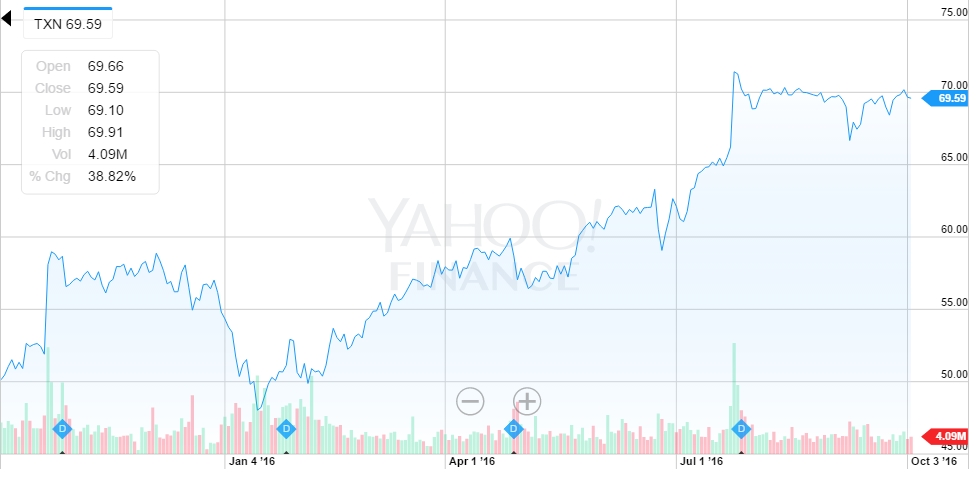 TXN 69.59
Open 69.66
Close 69.59
Low 69.10
High 69.91
Vol 4.09M
% Chg 38.82%
75.00
70.00
69.59
65.00
60.00
55.00
50.00
45.00
4.09M
YAHOO!
FINANCE
D D D D
Jan 4 '16 Apr 1 '16 Jul 1 '16 Oct 3 '16